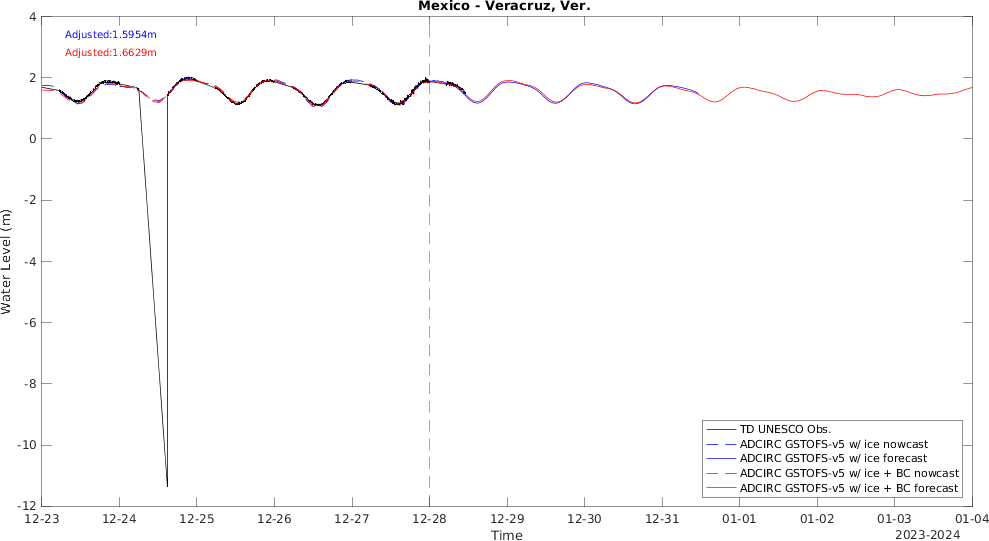 Mexico - Veracruz, Ver.
Adjusted:1.5954m
Adjusted:1.6629m
Water Level (m)
4
2
0
-2
-4
-6
-8
-10
-12
TD UNESCO Obs.
ADCIRC GSTOFS-v5 w/ ice nowcast
ADCIRC GSTOFS-v5 w/ ice forecast
ADCIRC GSTOFS-v5 w/ ice + BC nowcast
ADCIRC GSTOFS-v5 w/ ice + BC forecast
12-23 12-24 12-25 12-26 12-27 12-28 12-29 12-30 12-31 01-01 01-02 01-03 01-04
Time
2023-2024